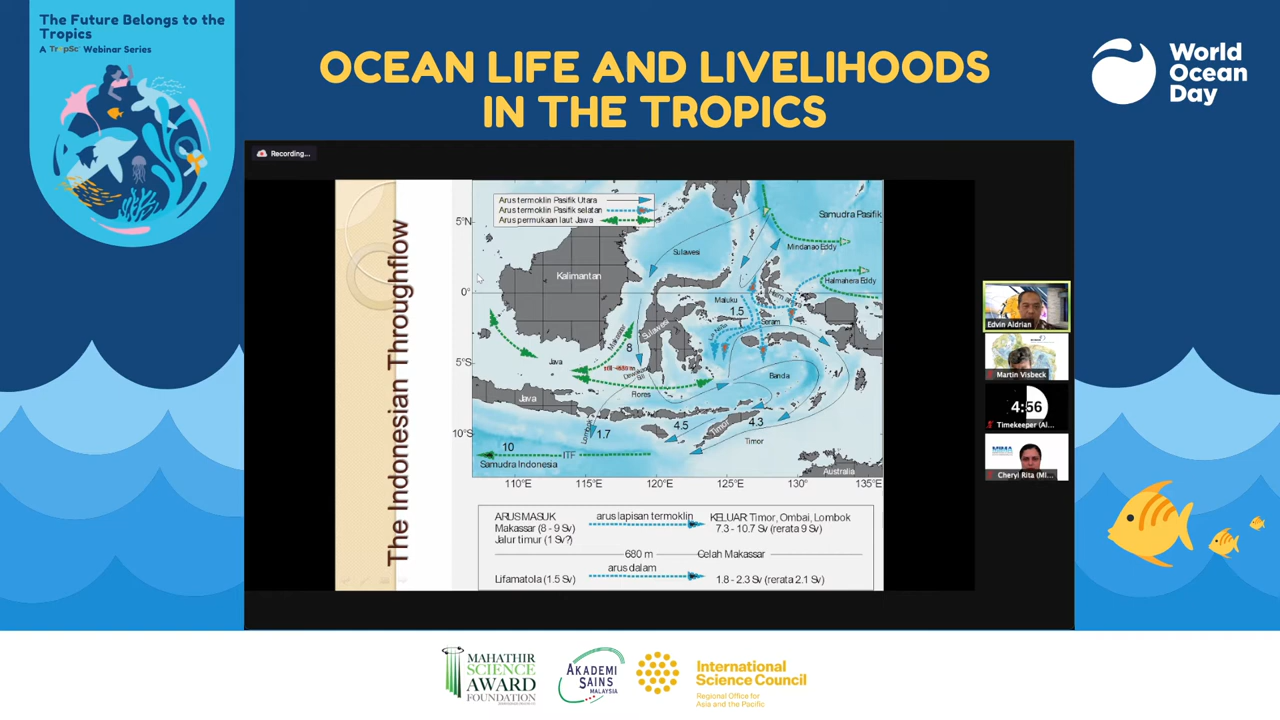 The Future Belongs to the
Tropics
A TropSc Webinar Series
OCEAN LIFE AND LIVELIHOODS
IN THE TROPICS
World
Ocean
Day
Recording...
The Indonesian Throughflow
Arus termoklin Pasifik Utara
Arus termoklin Pasifik selatan
Arus permukaan laut Jawa
5°N
0°
5°S
10°S
Samudra Pasifik
Mindanao Eddy
Sulawesi
Kalimantan
Halmahera Eddy
Maluku
1.5
Seram
Makassar
Sulawesi
8
Java
Banda
Flores
Java
Lombok
1.7
4.5
Timor
4.3
Timor
10
ITF
Samudra Indonesia
Australia
110°E
115°E
120°E
125°E
130°
135°E
ARUS MASUK
arus lapisan termoklin
KELUAR Timor, Ombai, Lombok
Makassar (8 - 9 Sv)
7.3 - 10.7 Sv (rerata 9 Sv)
Jalur timur (1 Sv?)
680 m
Celah Makassar
arus dalam
Lifamatola (1.5 Sv)
1.8 - 2.3 Sv (rerata 2.1 Sv)
Edvin Aldrian
Martin Visbeck
4:56
Timekeeper (Al...
MIMA
Cheryl Rita (MI...
MAHATHIR
SCIENCE
AWARD
FOUNDATION
AKADEMI
SAINS
MALAYSIA
International
Science Council
Regional Office for
Asia and the Pacific